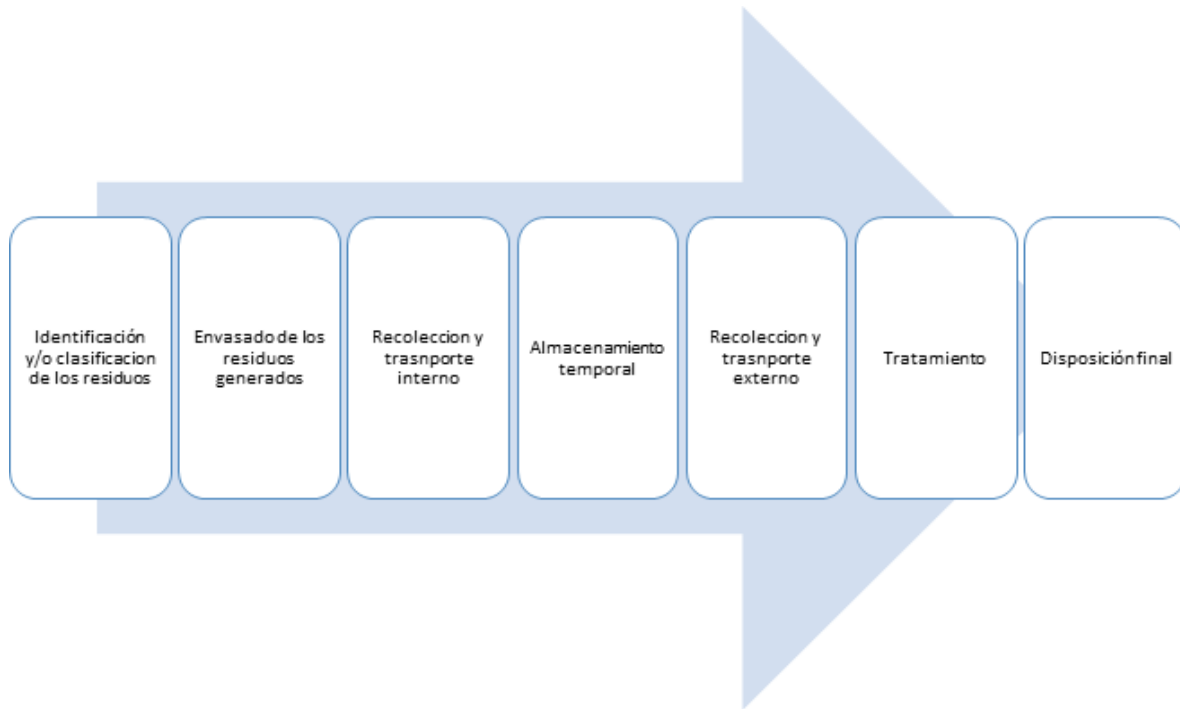 Identificación
y/o clasificacion
de los residuos
Envasado de los
residuos
generados
Recoleccion y
trasnporte
interno
Almacenamiento
temporal
Recoleccion y
trasnporte
externo
Tratamiento
Disposición final